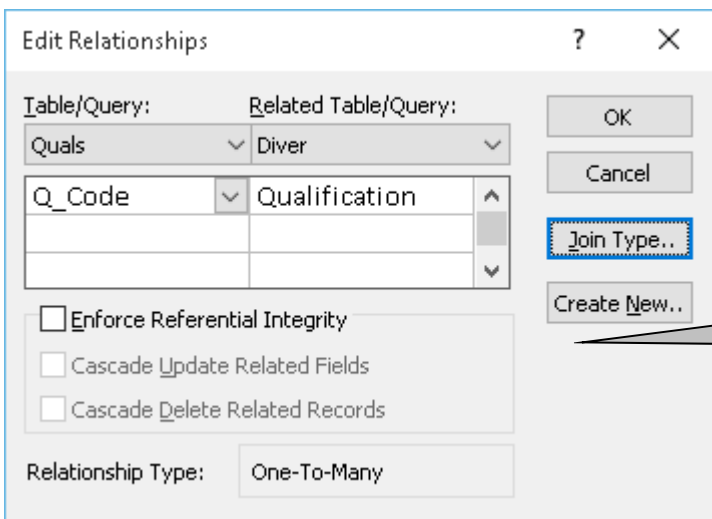 Edit Relationships ? ×
Table/Query: Related Table/Query: OK
Quals Diver
Cancel
Q_Code Qualification
Join Type..
Create New..
Enforce Referential Integrity
Cascade Update Related Fields
Cascade Delete Related Records
Relationship Type: One-To-Many